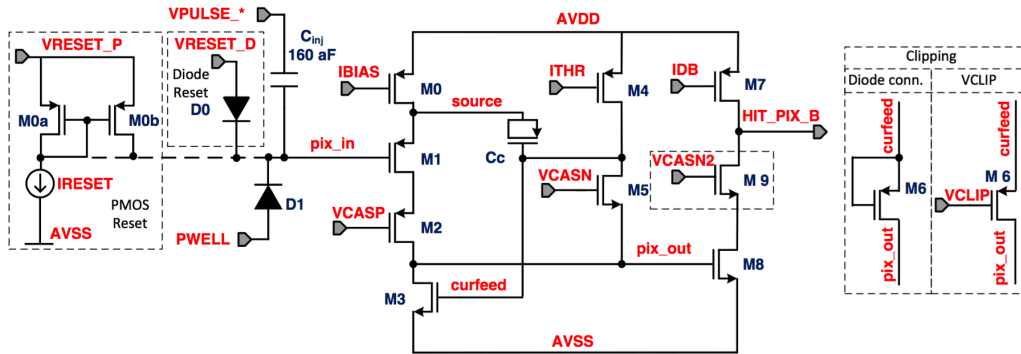 VPULSE_*
C inj
160 aF
AVDD
VRESET_P
VRESET_D
Diode
Reset
D0
M0a
M0b
IRESET
PMOS
Reset
AVSS
pix_in
D1
PWELL
IBIAS
M0
source
M1
Cc
VCASP
M2
M3
curfeed
ITHR
M4
VCASN
M5
pix_out
IDB
M7
HIT_PIX_B
VCASN2
M 9
M8
AVSS
Clipping
Diode conn.
VCLIP
curfeed
M6
pix_out
curfeed
M 6
VCLIP
pix_out